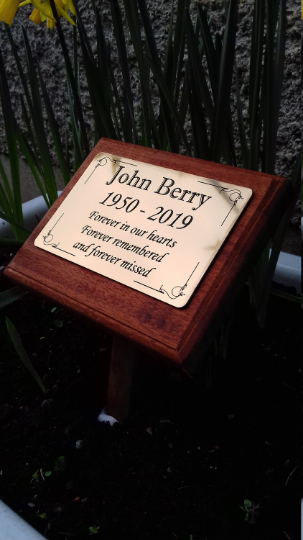 John Berry
1950 - 2019
Forever in our hearts
Forever remembered
and forever missed